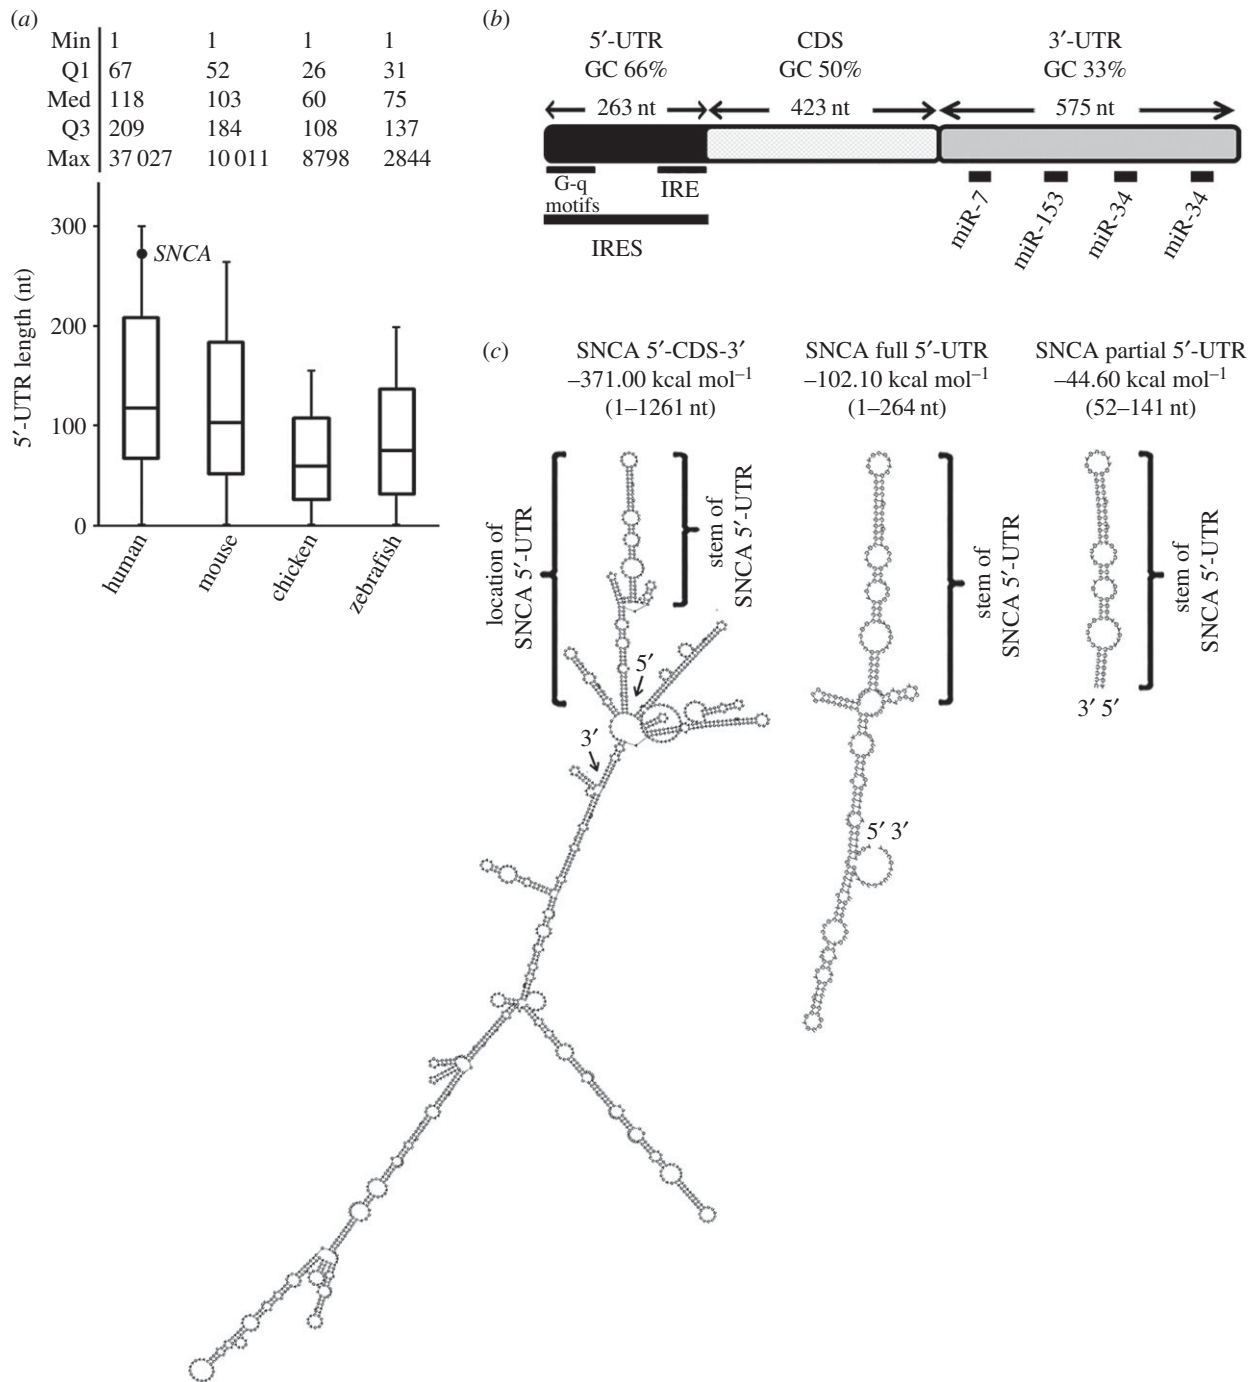 (a)
Min 1 1 1 1
Q1 67 52 26 31
Med 118 103 60 75
Q3 209 184 108 137
Max 37 027 10 011 8798 2844
5′-UTR length (nt)
300
200
100
0
SNCA
human
mouse
chicken
zebrafish
(b)
5′-UTR CDS 3′-UTR
GC 66% GC 50% GC 33%
263 nt 423 nt 575 nt
G-q
motifs
IRE
IRES
miR-7
miR-153
miR-34
miR-34
(c)
SNCA 5′-CDS-3′
–371.00 kcal mol–1
(1–1261 nt)
SNCA full 5′-UTR
–102.10 kcal mol–1
(1–264 nt)
SNCA partial 5′-UTR
–44.60 kcal mol–1
(52–141 nt)
location of
SNCA 5′-UTR
stem of
SNCA 5′-UTR
5′
3′
stem of
SNCA 5′-UTR
5′ 3′
stem of
SNCA 5′-UTR
3′ 5′